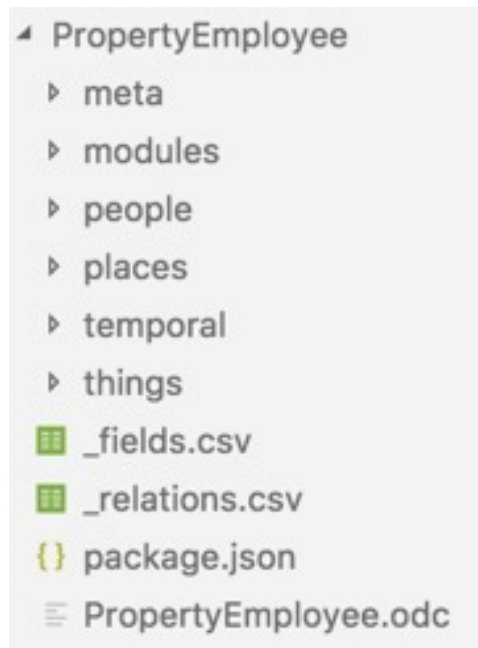 PropertyEmployee
meta
modules
people
places
temporal
things
_fields.csv
_relations.csv
package.json
PropertyEmployee.odc